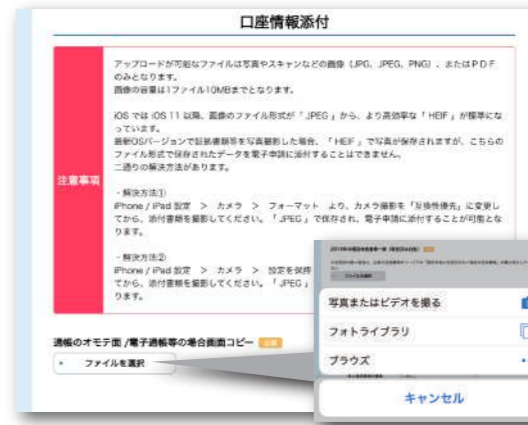 口座情報添付
注意事項
アップロードが可能なファイルは写真やスキャンなどの画像（JPG、JPEG、PNG）、またはＰＤＦ
のみとなります。
画像の容量は1ファイル10MBまでとなります。
iOS では iOS 11 以降、画像のファイル形式が「 JPEG 」から、より高効率な「 HEIF 」が標準にな
っています。
最新OSバージョンで証拠書類等を写真撮影した場合、「 HEIF 」で写真が保存されますが、こちらの
ファイル形式で保存されたデータを電子申請に添付することはできません。
二通りの解決方法があります。
・解決方法①
iPhone / iPad 設定 ＞ カメラ ＞ フォーマット より、カメラ撮影を「互換性優先」に変更し
てから、添付書類を撮影してください。「 JPEG 」で保存され、電子申請に添付することが可能とな
ります。
・解決方法②
iPhone / iPad 設定 ＞ カメラ ＞ 設定を保持
てから、添付書類を撮影してください。「 JPEG 」
ります。
通帳のオモテ面 /電子通帳等の場合画面コピー 必須
ファイルを選択
ファイルを選択
写真またはビデオを撮る
フォトライブラリ
ブラウズ
キャンセル